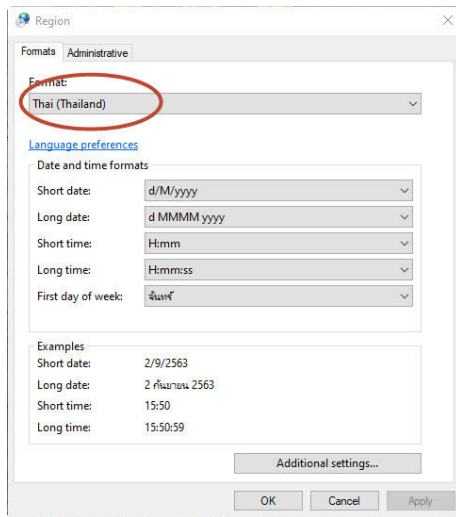 Region
Formats Administrative
Format:
Thai (Thailand)
Language preferences
Date and time formats
Short date: d/M/yyyy
Long date: d MMMM yyyy
Short time: H:mm
Long time: H:mm:ss
First day of week: จันทร์
Examples
Short date: 2/9/2563
Long date: 2 กันยายน 2563
Short time: 15:50
Long time: 15:50:59
Additional settings...
OK Cancel Apply